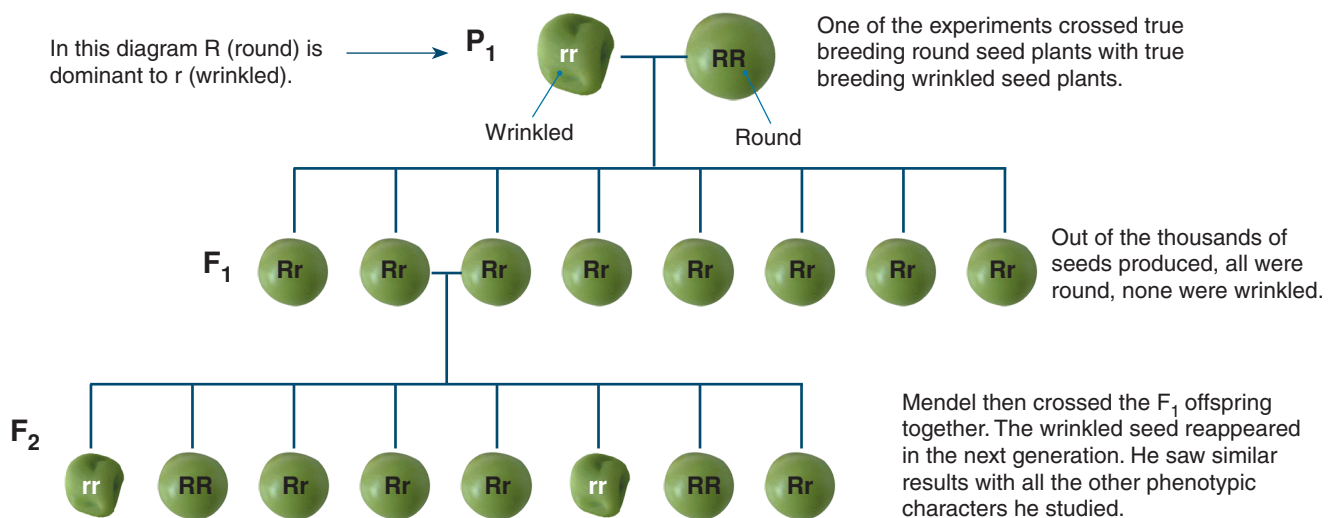 In this diagram R (round) is
dominant to r (wrinkled).
P1
rr
RR
One of the experiments crossed true
breeding round seed plants with true
breeding wrinkled seed plants.
Wrinkled
Round
F1
Rr
Rr
Rr
Rr
Rr
Rr
Rr
Rr
Out of the thousands of
seeds produced, all were
round, none were wrinkled.
F2
rr
RR
Rr
Rr
Rr
rr
RR
Rr
Mendel then crossed the F1 offspring
together. The wrinkled seed reappeared
in the next generation. He saw similar
results with all the other phenotypic
characters he studied.